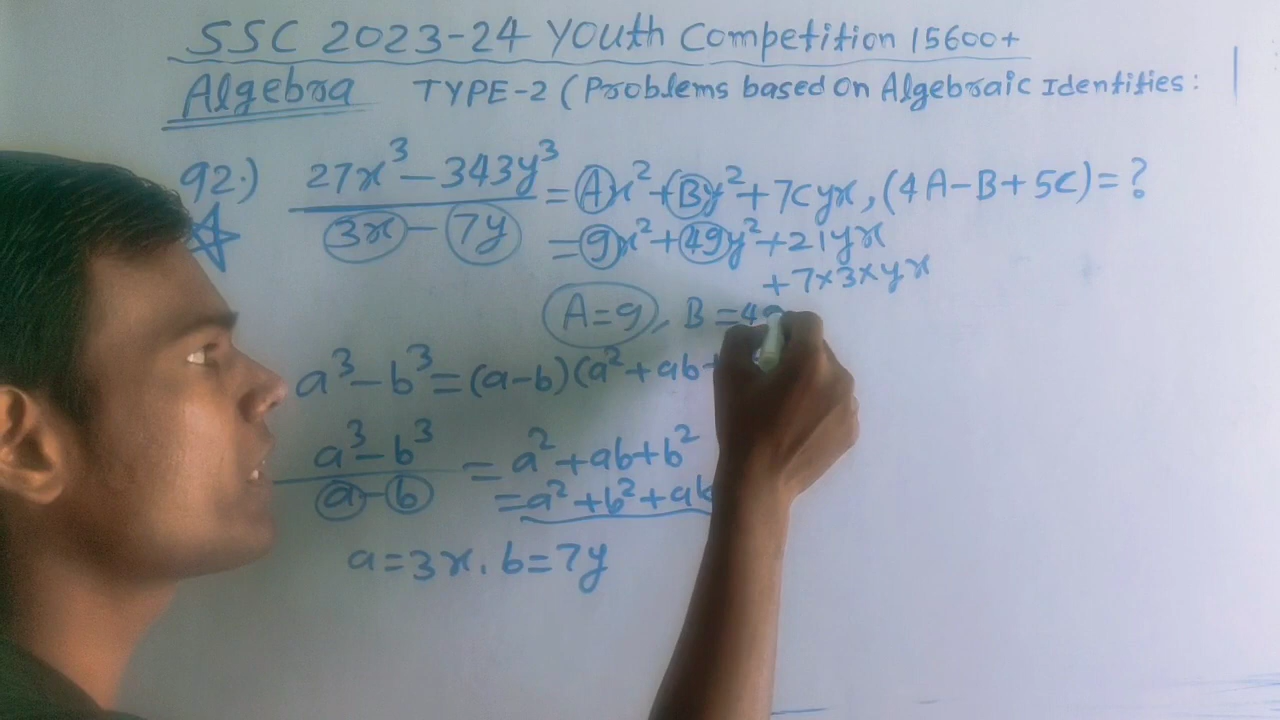 SSC 2023-24 Youth Competition 15600+
Algebra TYPE-2 (Problems based on Algebraic Identities:
92.) 27x³-343y³/3x-7y = Ax²+By²+7Cyx, (4A-B+5C)=?
=9x²+49y²+21yx
+7×3×yx
A=9, B=49
a³-b³=(a-b)(a²+ab+
a³-b³/a-b = a²+ab+b²
=a²+b²+ab
a=3x, b=7y